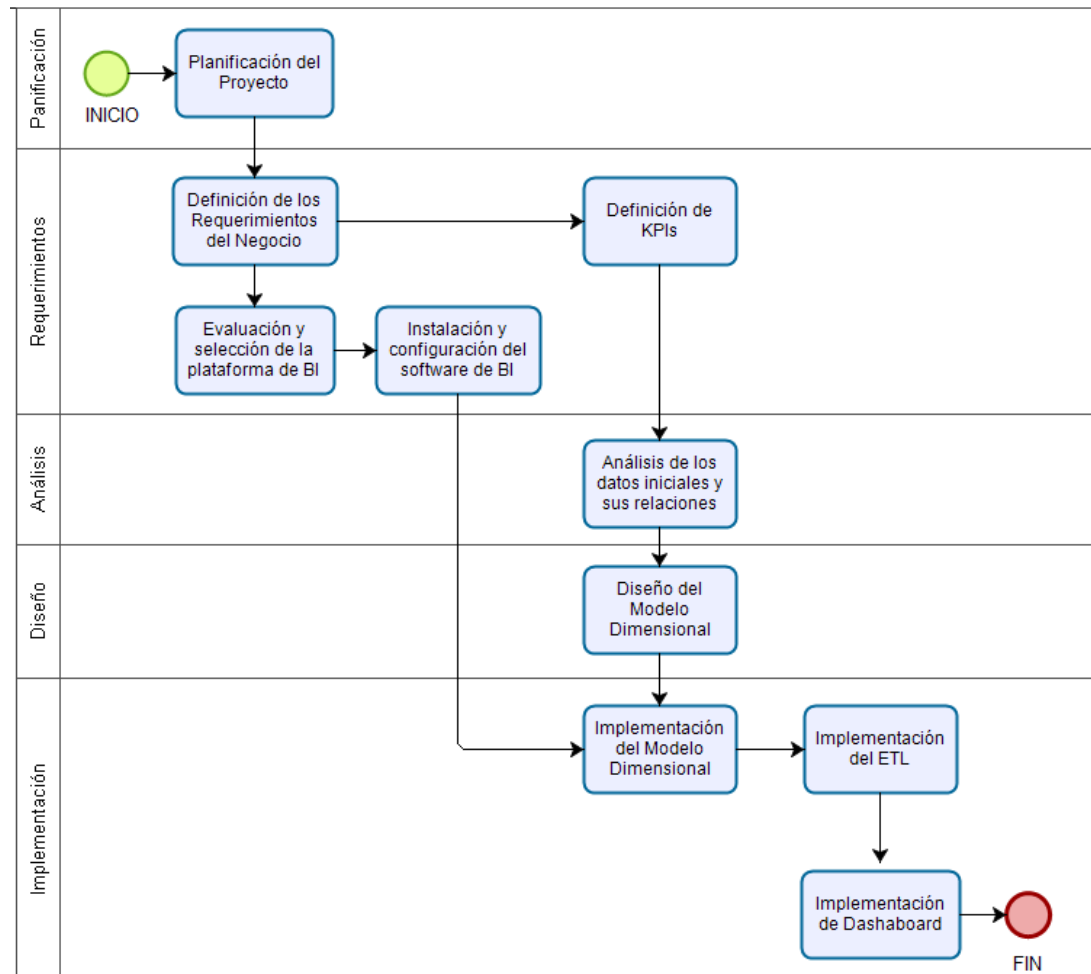 Panificación
Planificación del
Proyecto
INICIO
Requerimientos
Definición de los
Requerimientos
del Negocio
Definición de
KPIs
Evaluación y
selección de la
plataforma de BI
Instalación y
configuración del
software de BI
Análisis
Análisis de los
datos iniciales y
sus relaciones
Diseño
Diseño del
Modelo
Dimensional
Implementación
Implementación
del Modelo
Dimensional
Implementación
del ETL
Implementación
de Dashaboard
FIN